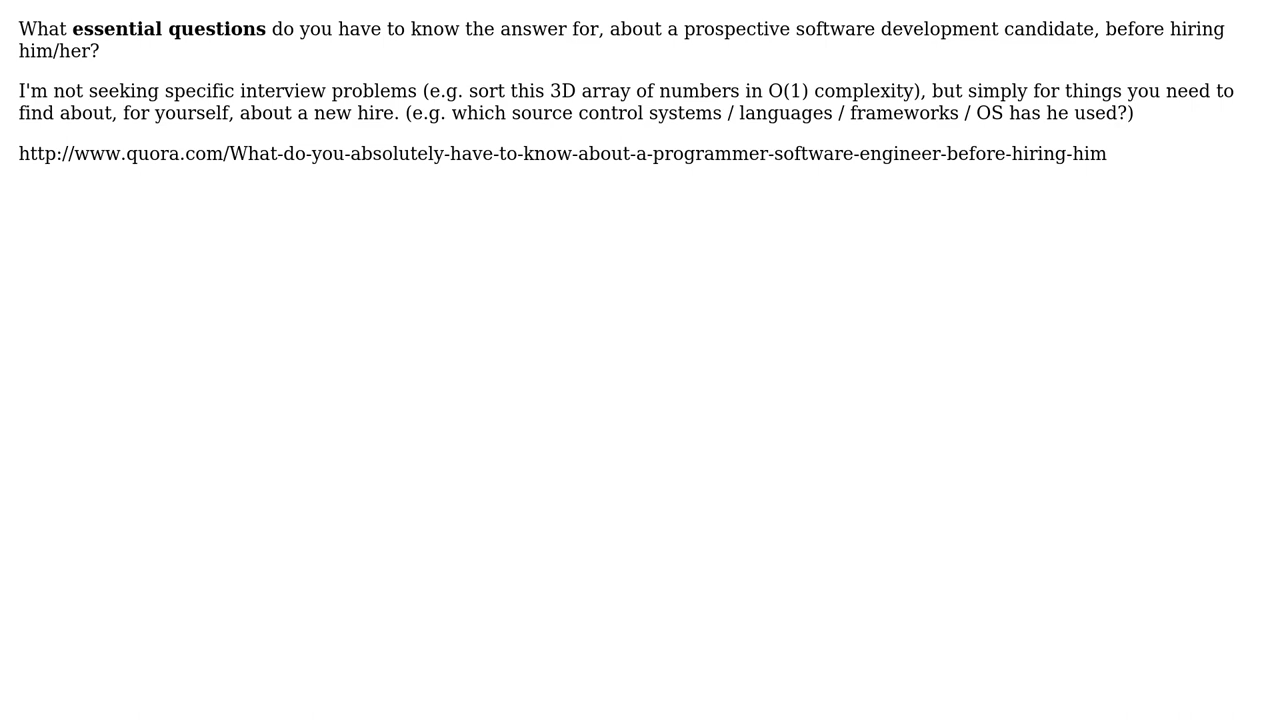 What essential questions do you have to know the answer for, about a prospective software development candidate, before hiring
him/her?
I'm not seeking specific interview problems (e.g. sort this 3D array of numbers in O(1) complexity), but simply for things you need to
find about, for yourself, about a new hire. (e.g. which source control systems / languages / frameworks / OS has he used?)
http://www.quora.com/What-do-you-absolutely-have-to-know-about-a-programmer-software-engineer-before-hiring-him